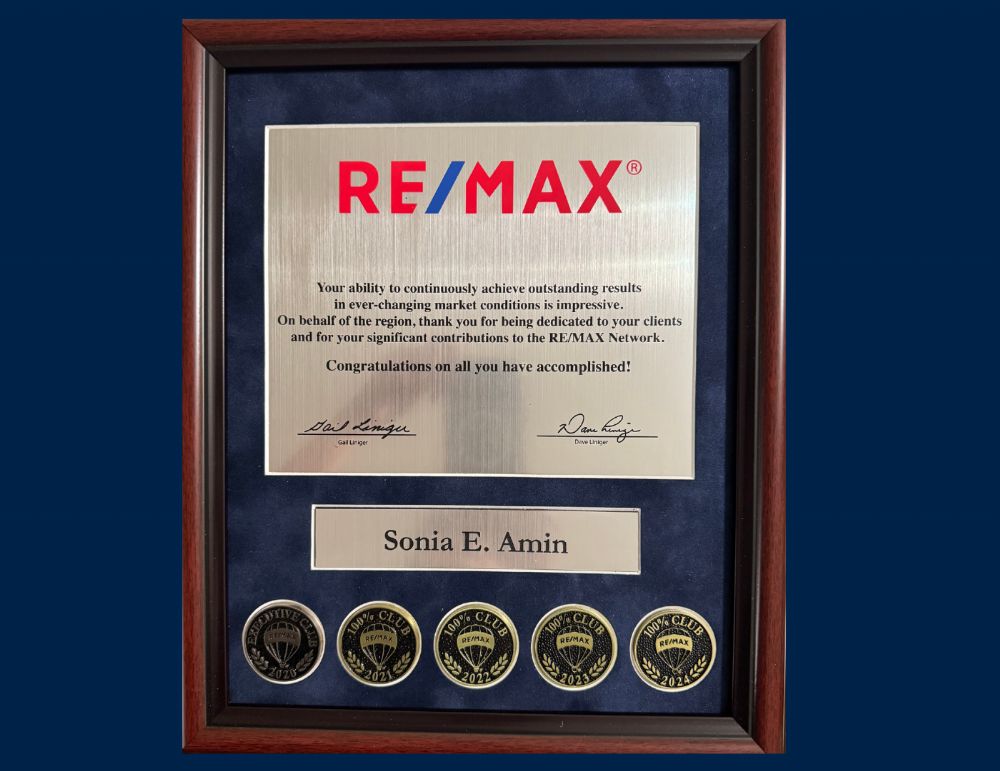 RE/MAX®
Your ability to continuously achieve outstanding results
in ever-changing market conditions is impressive.
On behalf of the region, thank you for being dedicated to your clients
and for your significant contributions to the RE/MAX Network.
Congratulations on all you have accomplished!
Gail Liniger
Dave Liniger
Gail Liniger
Dave Liniger
Sonia E. Amin
EXECUTIVE CLUB
RE/MAX
2020
100% CLUB
RE/MAX
2021
100% CLUB
RE/MAX
2022
100% CLUB
RE/MAX
2023
100% CLUB
RE/MAX
2024